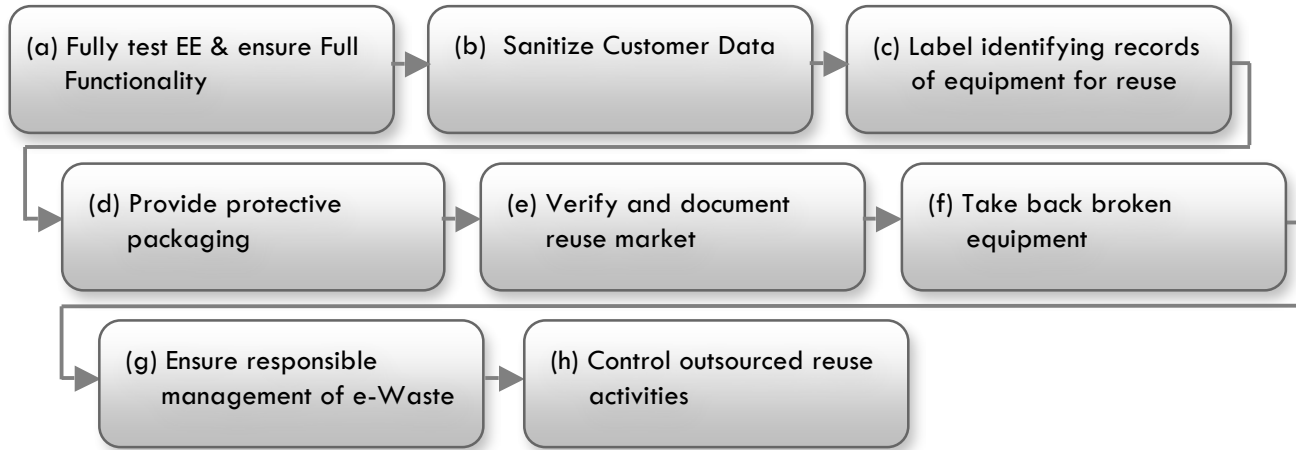 (a) Fully test EE & ensure Full
Functionality
(b) Sanitize Customer Data
(c) Label identifying records
of equipment for reuse
(d) Provide protective
packaging
(e) Verify and document
reuse market
(f) Take back broken
equipment
(g) Ensure responsible
management of e-Waste
(h) Control outsourced reuse
activities